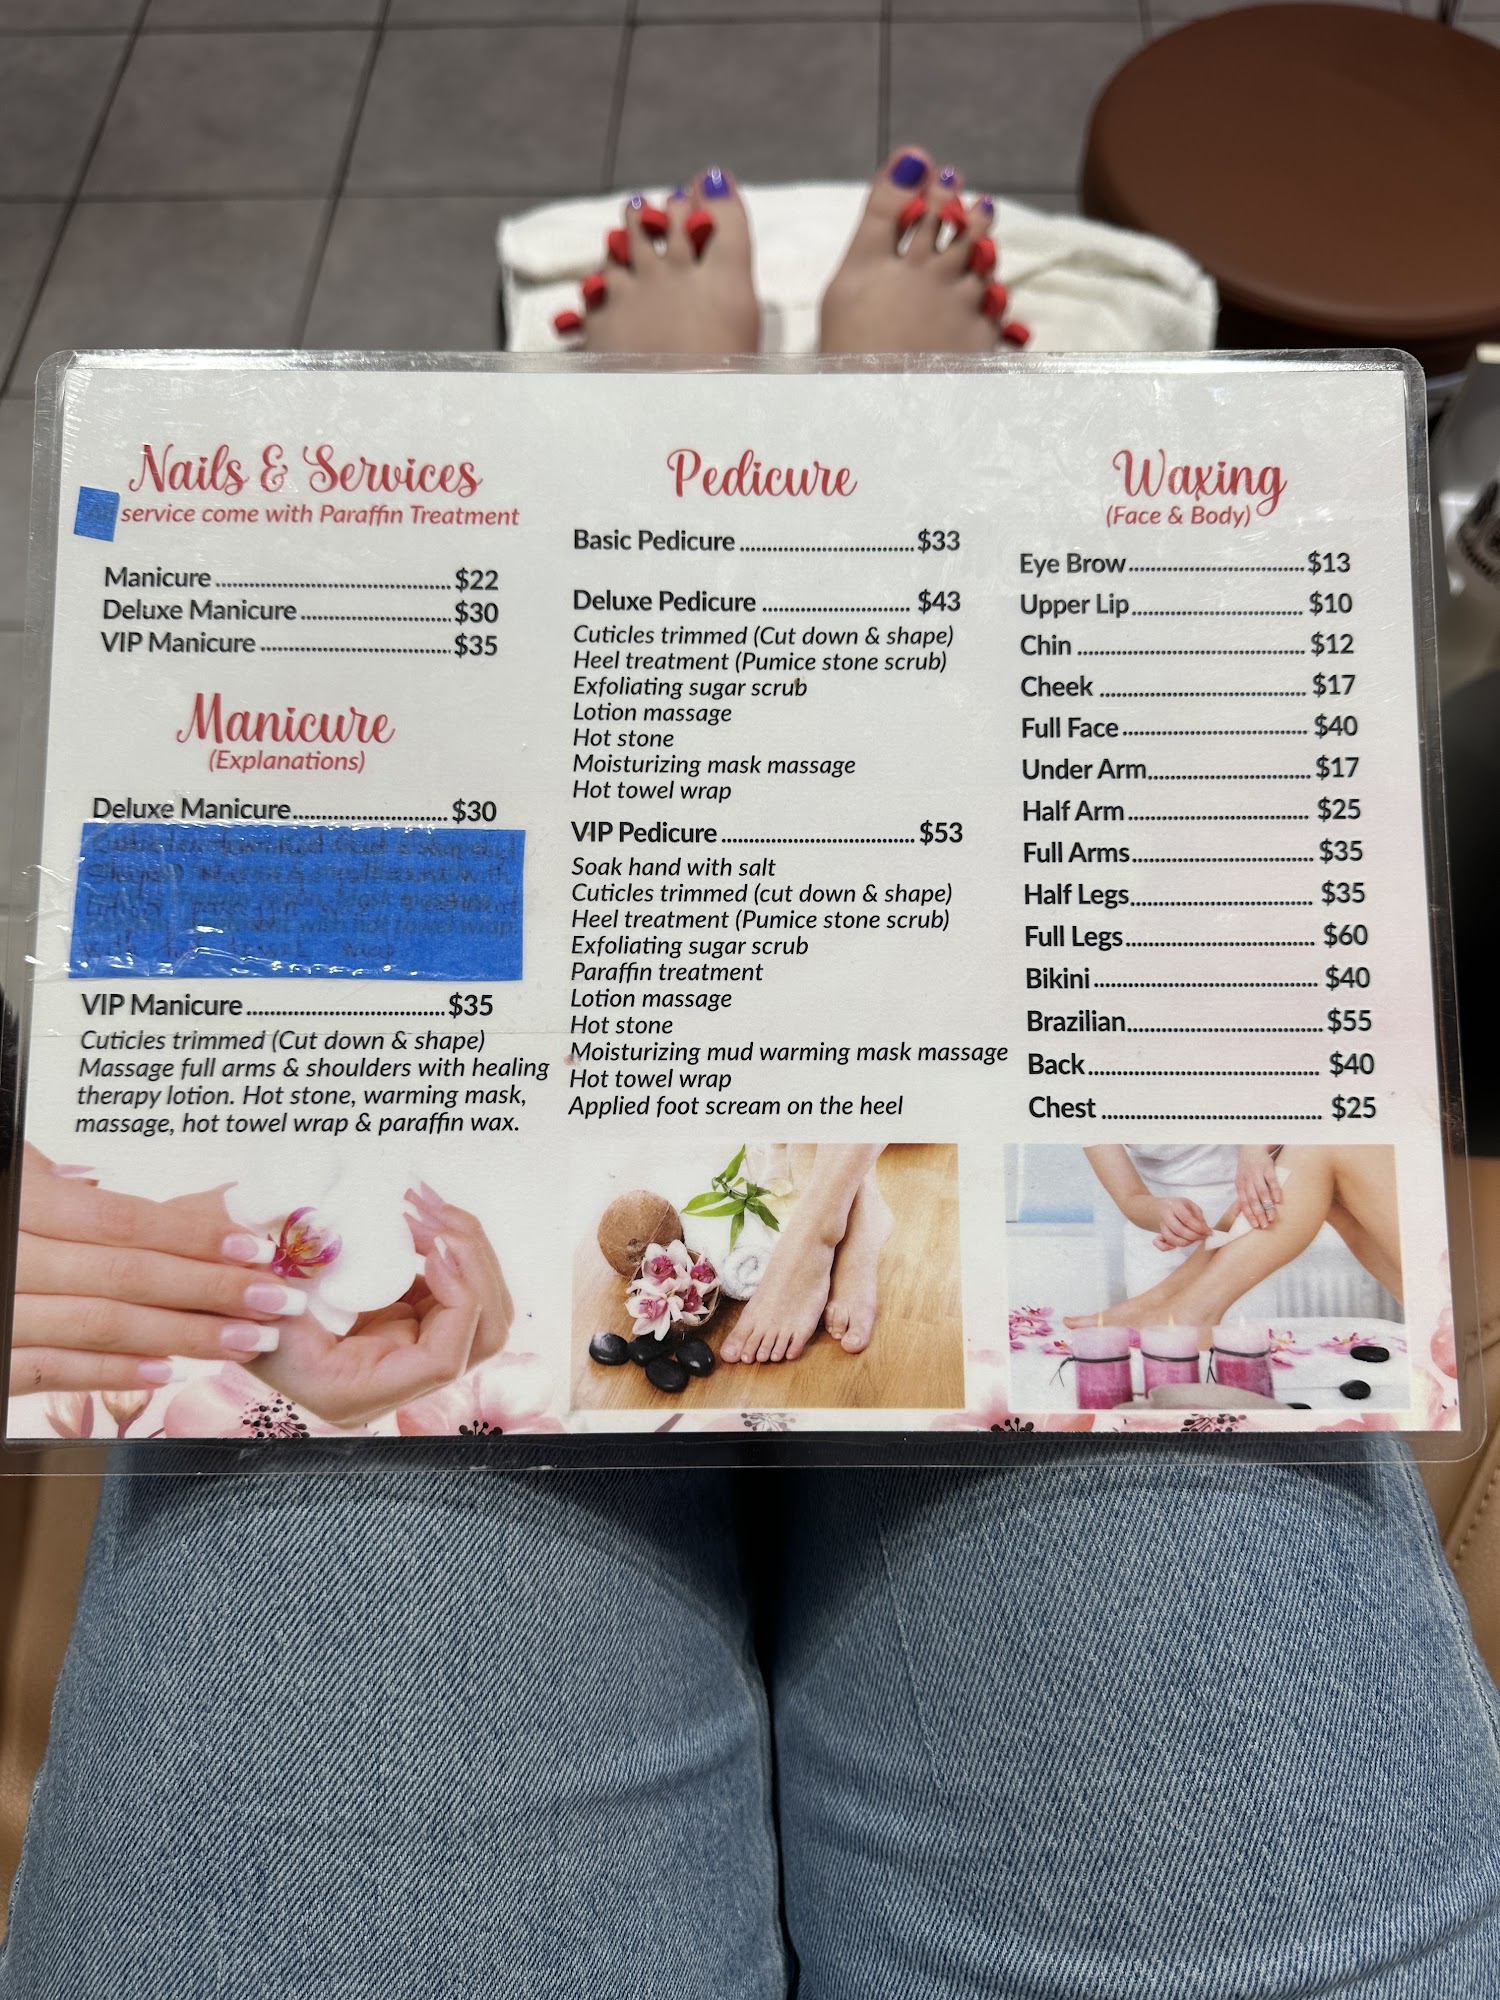 Nails & Services
service come with Paraffin Treatment
Manicure $22
Deluxe Manicure $30
VIP Manicure $35
Manicure
(Explanations)
Deluxe Manicure $30
VIP Manicure $35
Cuticles trimmed (Cut down & shape)
Massage full arms & shoulders with healing
therapy lotion. Hot stone, warming mask,
massage, hot towel wrap & paraffin wax.
Pedicure
Basic Pedicure $33
Deluxe Pedicure $43
Cuticles trimmed (Cut down & shape)
Heel treatment (Pumice stone scrub)
Exfoliating sugar scrub
Lotion massage
Hot stone
Moisturizing mask massage
Hot towel wrap
VIP Pedicure $53
Soak hand with salt
Cuticles trimmed (cut down & shape)
Heel treatment (Pumice stone scrub)
Exfoliating sugar scrub
Paraffin treatment
Lotion massage
Hot stone
Moisturizing mud warming mask massage
Hot towel wrap
Applied foot scream on the heel
Waxing
(Face & Body)
Eye Brow $13
Upper Lip $10
Chin $12
Cheek $17
Full Face $40
Under Arm $17
Half Arm $25
Full Arms $35
Half Legs $35
Full Legs $60
Bikini $40
Brazilian $55
Back $40
Chest $25